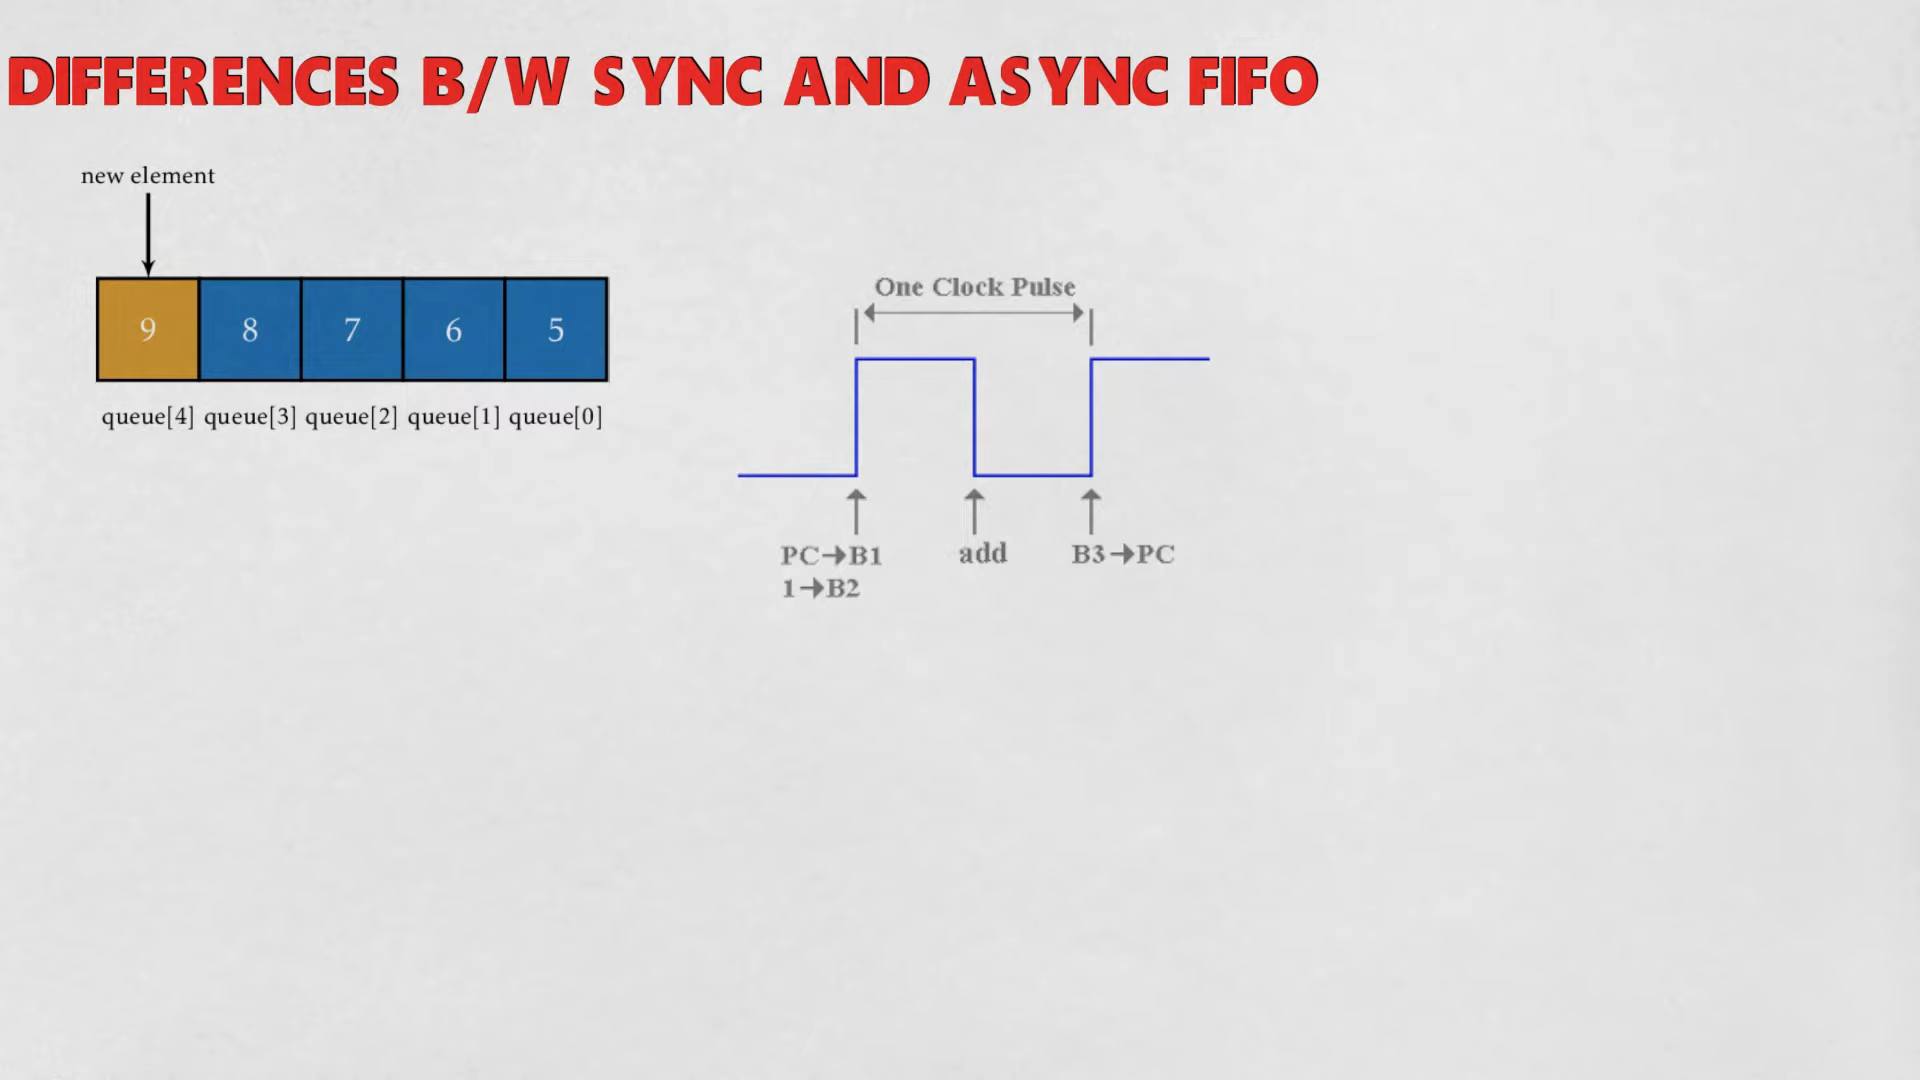 DIFFERENCES B/W SYNC AND ASYNC FIFO
new element
9 8 7 6 5
queue[4] queue[3] queue[2] queue[1] queue[0]
One Clock Pulse
PC→B1 add B3→PC
1→B2